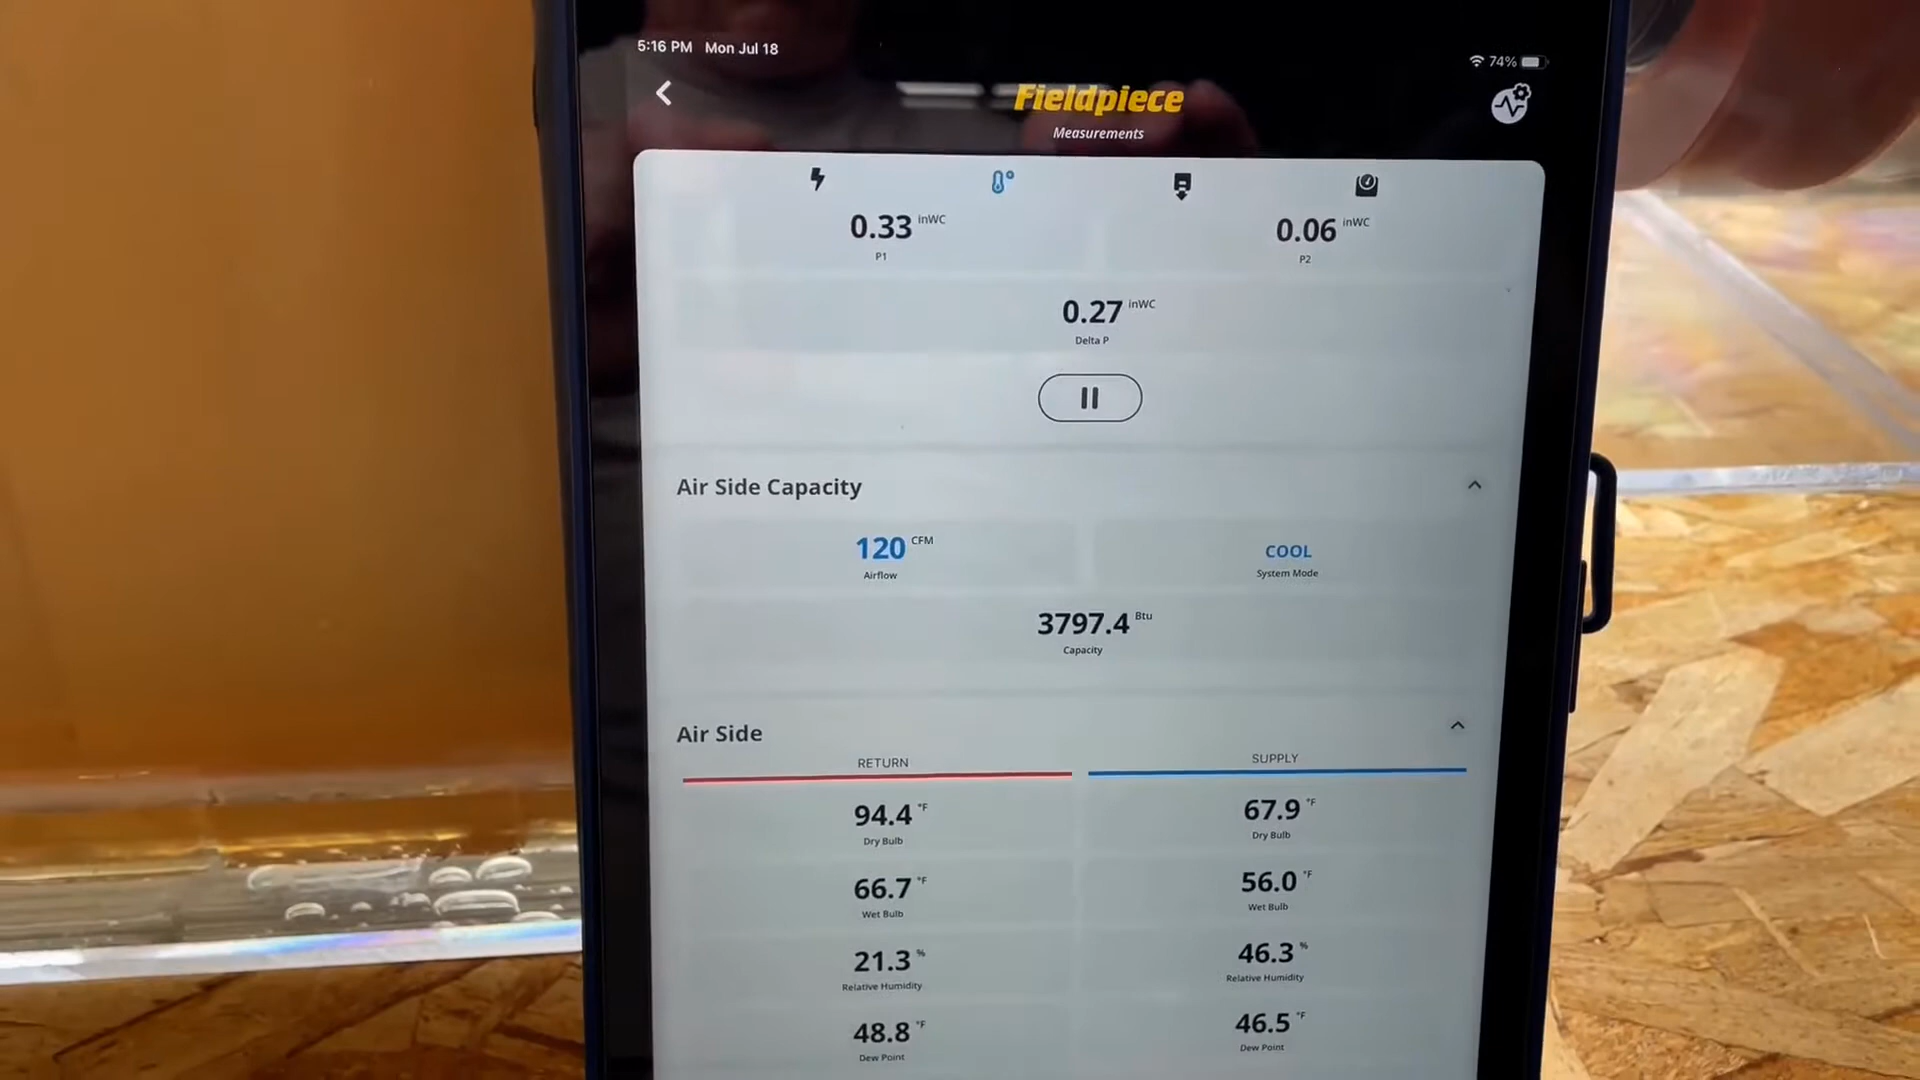 5:16 PM Mon Jul 18
74%
Fieldpiece
Measurements
0.33 inWC
P1
0.06 inWC
P2
0.27 inWC
Delta P
Air Side Capacity
120 CFM
Airflow
COOL
System Mode
3797.4 Btu
Capacity
Air Side
RETURN
SUPPLY
94.4 °F
Dry Bulb
67.9 °F
Dry Bulb
66.7 °F
Wet Bulb
56.0 °F
Wet Bulb
21.3 %
Relative Humidity
46.3 %
Relative Humidity
48.8 °F
Dew Point
46.5 °F
Dew Point